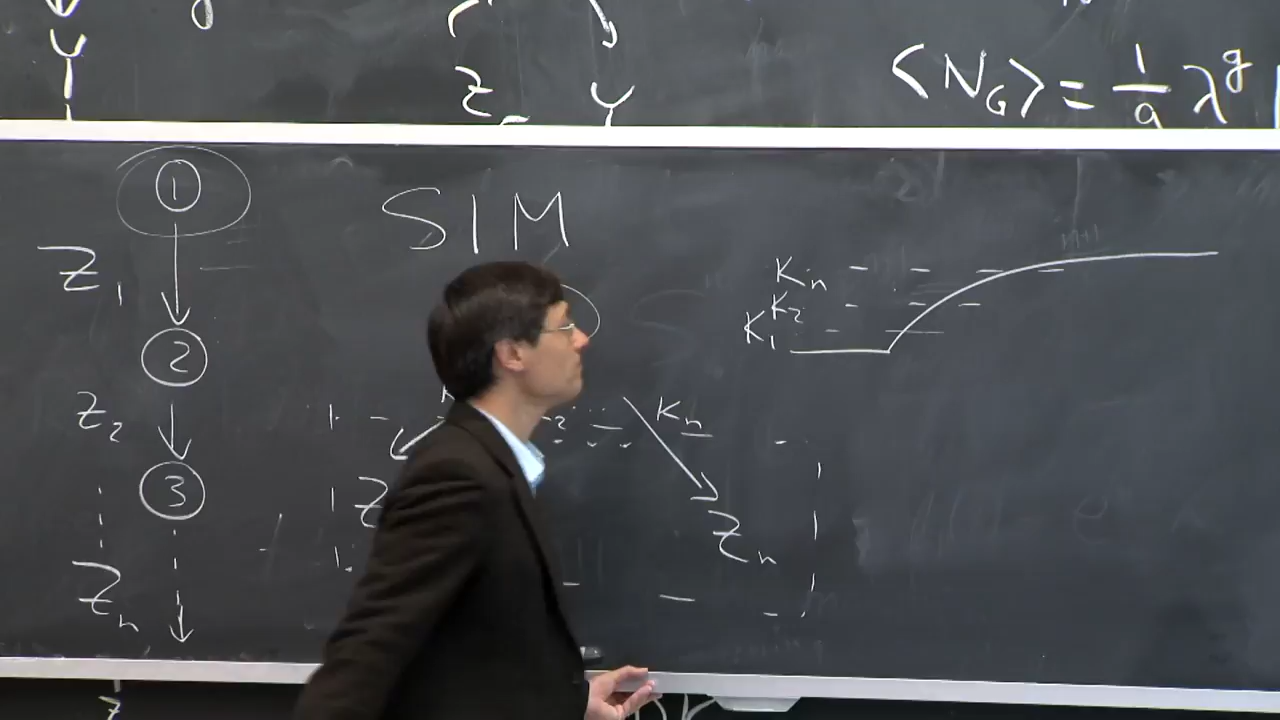 Y
Z Y
<N_G> = 1/a λ^g
1
SIM
Z_1
K_n
K_2
K_1
2
Z_2
K_n
3
Z
Z_n
Z_n